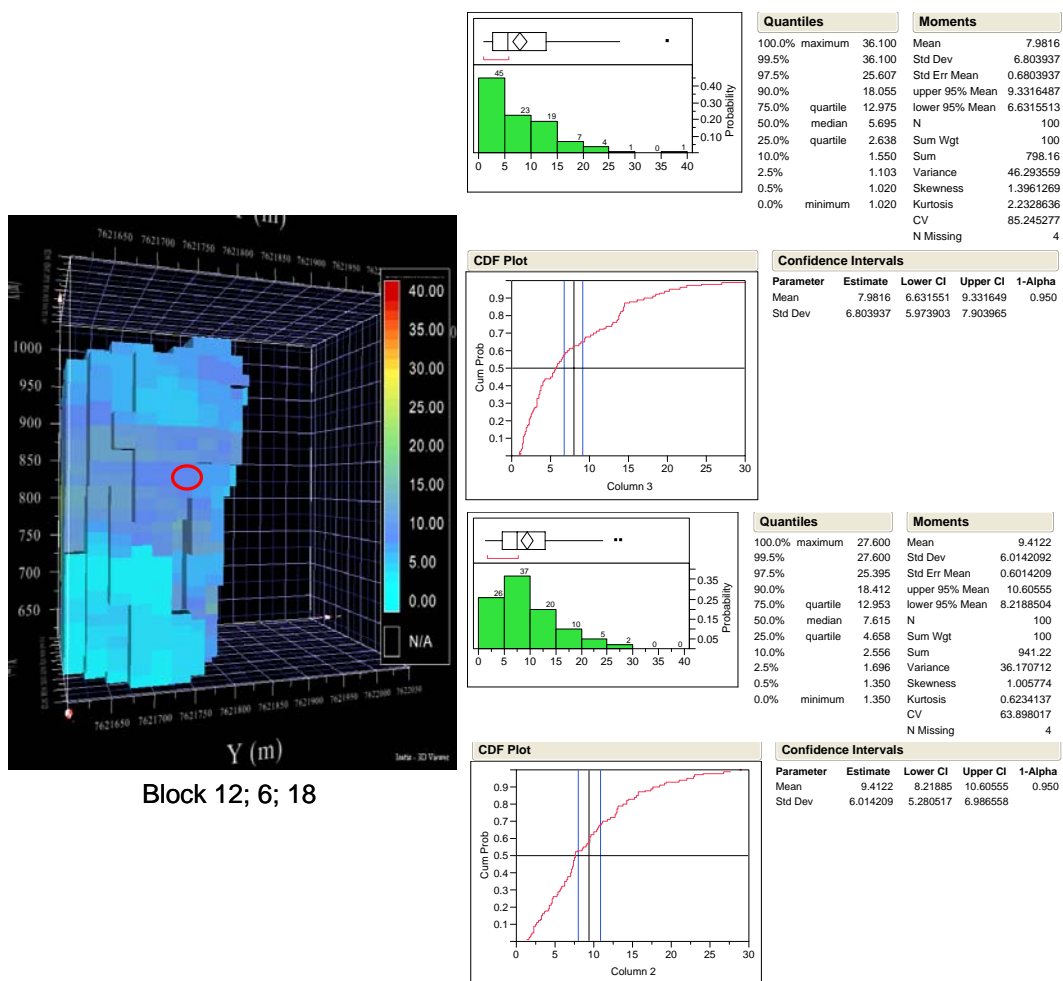 45
23
19
7
4
1
0
1
0.40
0.30
0.20
0.10
Probability
0 5 10 15 20 25 30 35 40
Quantiles
100.0% maximum 36.100
99.5% 36.100
97.5% 25.607
90.0% 18.055
75.0% quartile 12.975
50.0% median 5.695
25.0% quartile 2.638
10.0% 1.550
2.5% 1.103
0.5% 1.020
0.0% minimum 1.020
Moments
Mean 7.9816
Std Dev 6.803937
Std Err Mean 0.6803937
upper 95% Mean 9.3316487
lower 95% Mean 6.6315513
N 100
Sum Wgt 100
Sum 798.16
Variance 46.293559
Skewness 1.3961269
Kurtosis 2.2328636
CV 85.245277
N Missing 4
(m)
7621650 7621700 7621750 7621800 7621850 7621900 7621950 7622000
1000
950
900
850
800
750
700
650
40.00
35.00
30.00
25.00
20.00
15.00
10.00
5.00
0.00
N/A
7621650 7621700 7621750 7621800 7621850 7621900 7621950 7622000 7622050
Y (m)
Isatis - 3D Viewer
Block 12; 6; 18
CDF Plot
Cum Prob
0.9
0.8
0.7
0.6
0.5
0.4
0.3
0.2
0.1
0 5 10 15 20 25 30
Column 3
Confidence Intervals
Parameter Estimate Lower CI Upper CI 1-Alpha
Mean 7.9816 6.631551 9.331649 0.950
Std Dev 6.803937 5.973903 7.903965
26
37
20
10
5
2
0
0
0.35
0.25
0.15
0.05
Probability
0 5 10 15 20 25 30 35 40
Quantiles
100.0% maximum 27.600
99.5% 27.600
97.5% 25.395
90.0% 18.412
75.0% quartile 12.953
50.0% median 7.615
25.0% quartile 4.658
10.0% 2.556
2.5% 1.696
0.5% 1.350
0.0% minimum 1.350
Moments
Mean 9.4122
Std Dev 6.0142092
Std Err Mean 0.6014209
upper 95% Mean 10.60555
lower 95% Mean 8.2188504
N 100
Sum Wgt 100
Sum 941.22
Variance 36.170712
Skewness 1.005774
Kurtosis 0.6234137
CV 63.898017
N Missing 4
CDF Plot
Cum Prob
0.9
0.8
0.7
0.6
0.5
0.4
0.3
0.2
0.1
0 5 10 15 20 25 30
Column 2
Confidence Intervals
Parameter Estimate Lower CI Upper CI 1-Alpha
Mean 9.4122 8.21885 10.60555 0.950
Std Dev 6.014209 5.280517 6.986558